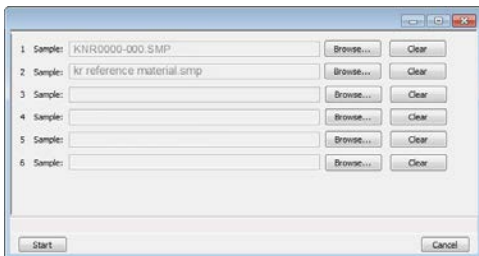 1 Sample: KNR0000-000.SMP Browse... Clear
2 Sample: kr reference material.smp Browse... Clear
3 Sample: Browse... Clear
4 Sample: Browse... Clear
5 Sample: Browse... Clear
6 Sample: Browse... Clear
Start Cancel